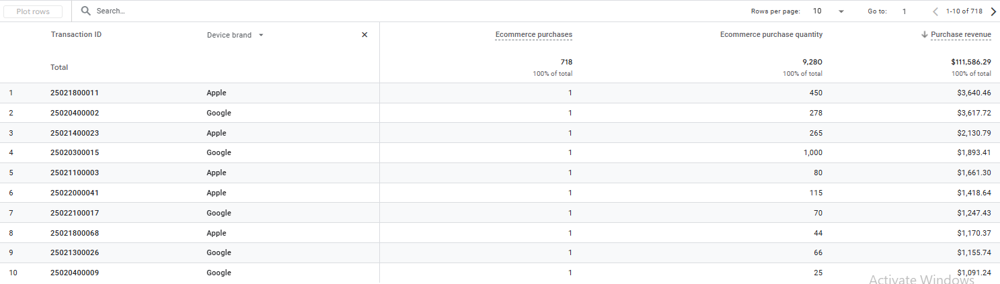 Plot rows Search... Rows per page: 10 Go to: 1 1-10 of 718
Transaction ID Device brand Ecommerce purchases Ecommerce purchase quantity Purchase revenue
Total 718 9,280 $111,586.29
100% of total 100% of total 100% of total
1 25021800011 Apple 1 450 $3,640.46
2 25020400002 Google 1 278 $3,617.72
3 25021400023 Apple 1 265 $2,130.79
4 25020300015 Google 1 1,000 $1,893.41
5 25021100003 Apple 1 80 $1,661.30
6 25022000041 Apple 1 115 $1,418.64
7 25022100017 Google 1 70 $1,247.43
8 25021800068 Apple 1 44 $1,170.37
9 25021300026 Google 1 66 $1,155.74
10 25020400009 Google 1 25 $1,091.24
Activate Windows